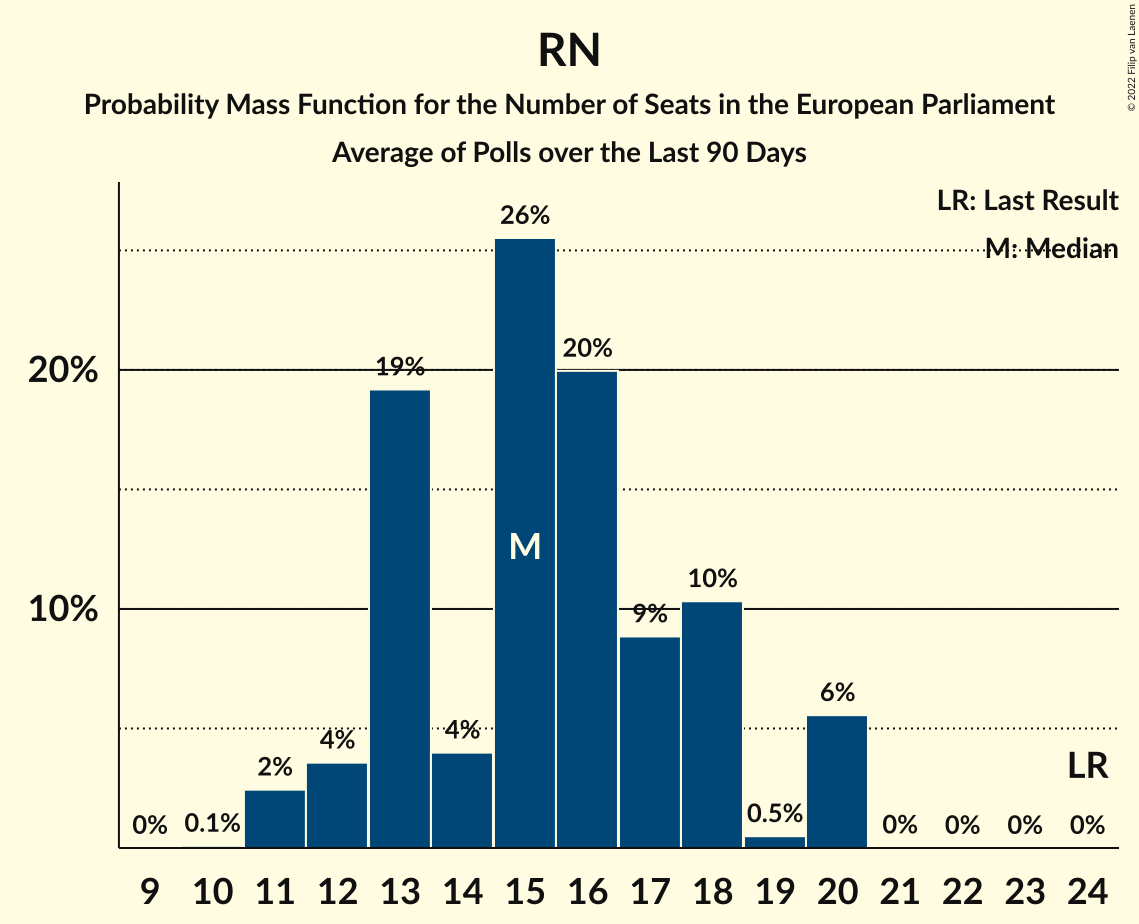 RN
Probability Mass Function for the Number of Seats in the European Parliament
Average of Polls over the Last 90 Days
© 2022 Filip van Laenen
LR: Last Result
M: Median
20%
10%
0%
0.1%
2%
4%
19%
4%
26%
20%
9%
10%
0.5%
6%
0%
0%
0%
0%
M
LR
9 10 11 12 13 14 15 16 17 18 19 20 21 22 23 24